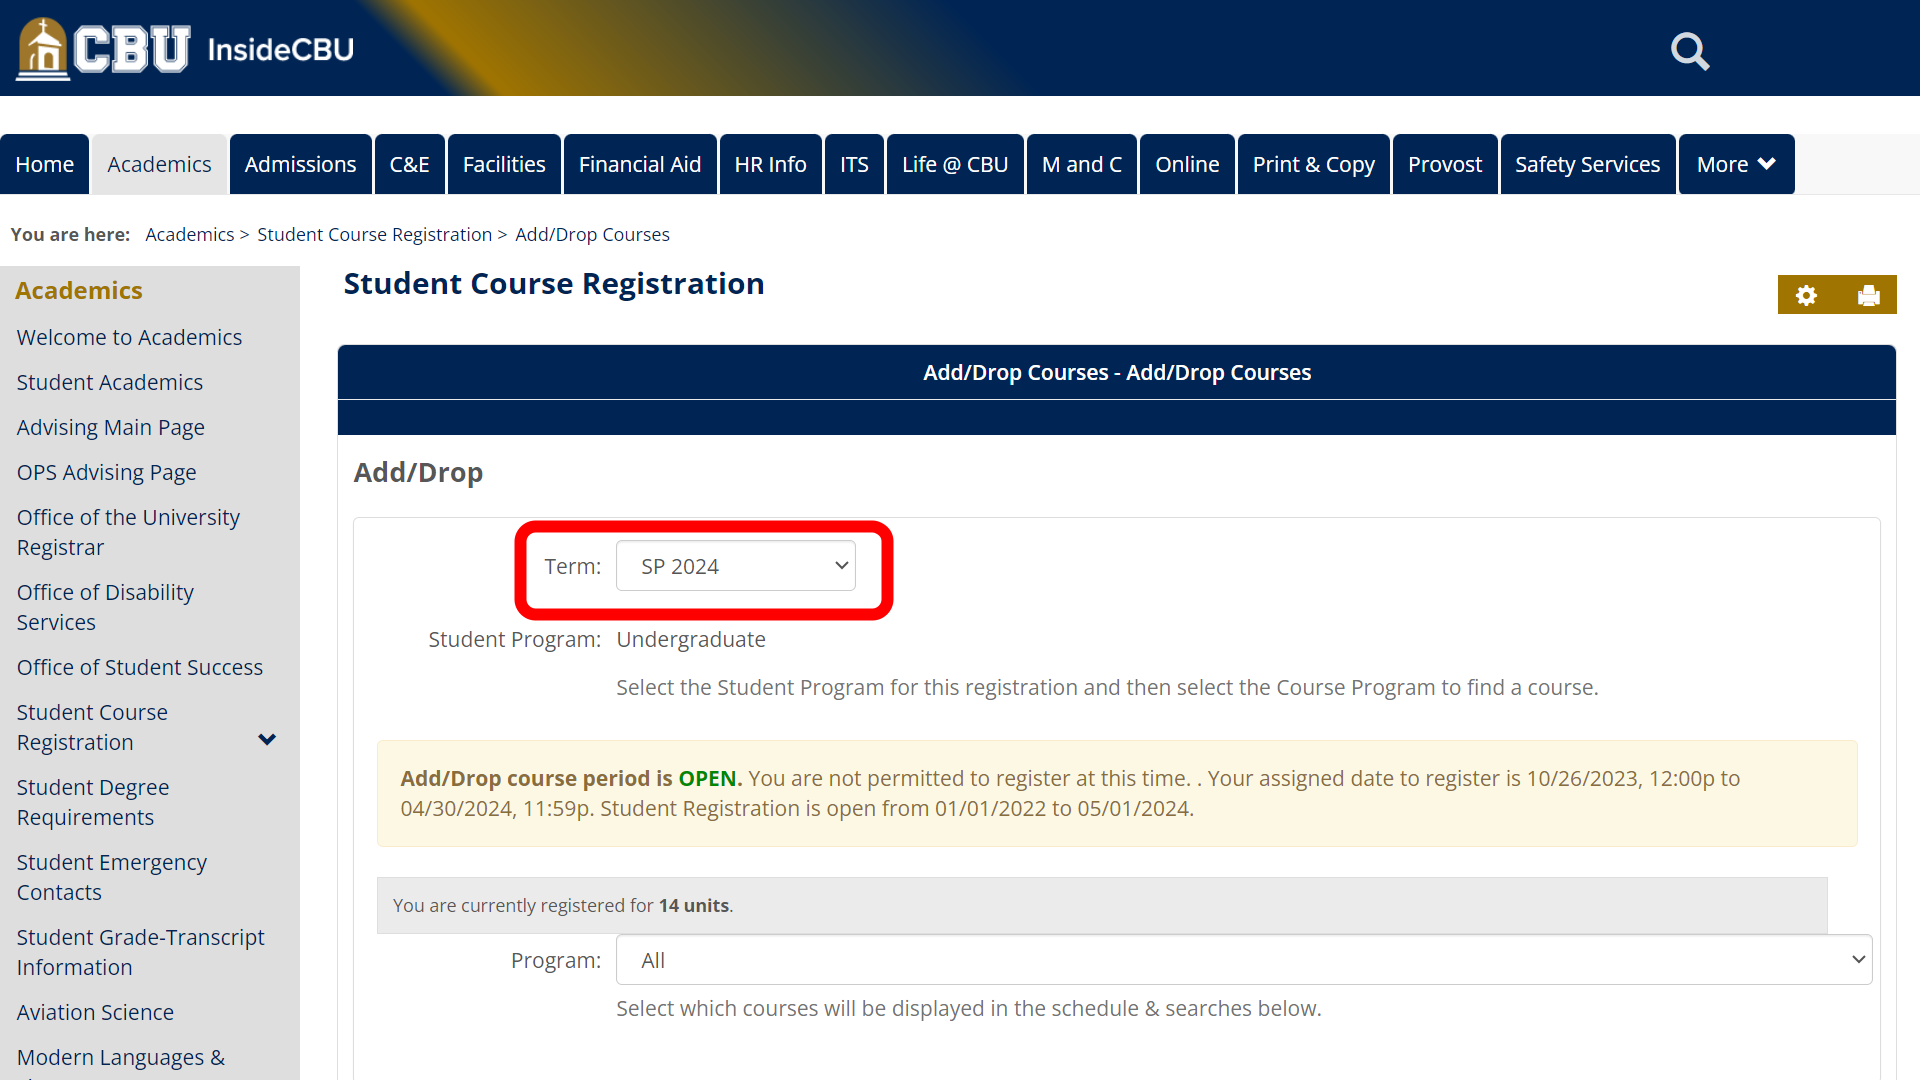 CBU InsideCBU
Home Academics Admissions C&E Facilities Financial Aid HR Info ITS Life @ CBU M and C Online Print & Copy Provost Safety Services More
You are here: Academics > Student Course Registration > Add/Drop Courses
Academics
Welcome to Academics
Student Academics
Advising Main Page
OPS Advising Page
Office of the University
Registrar
Office of Disability
Services
Office of Student Success
Student Course
Registration
Student Degree
Requirements
Student Emergency
Contacts
Student Grade-Transcript
Information
Aviation Science
Modern Languages &
Student Course Registration
Add/Drop Courses - Add/Drop Courses
Add/Drop
Term: SP 2024
Student Program: Undergraduate
Select the Student Program for this registration and then select the Course Program to find a course.
Add/Drop course period is OPEN. You are not permitted to register at this time. . Your assigned date to register is 10/26/2023, 12:00p to
04/30/2024, 11:59p. Student Registration is open from 01/01/2022 to 05/01/2024.
You are currently registered for 14 units.
Program: All
Select which courses will be displayed in the schedule & searches below.